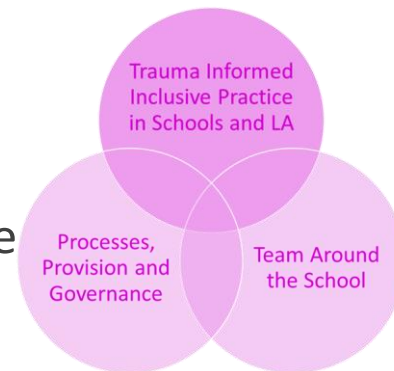 Trauma Informed
Inclusive Practice
in Schools and LA
e
Processes,
Provision and
Governance
Team Around
the School